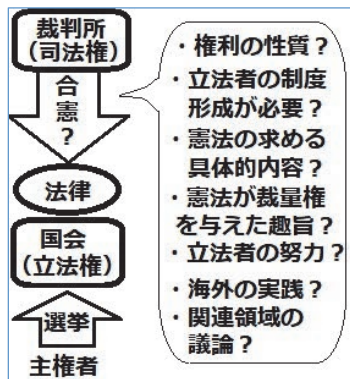 裁判所
(司法権)
合
憲
?
法律
国会
(立法権)
選挙
主権者
・権利の性質?
・立法者の制度
形成が必要?
・憲法の求める
具体的内容?
・憲法が裁量権
を与えた趣旨?
・立法者の努力?
・海外の実践?
・関連領域の
議論?